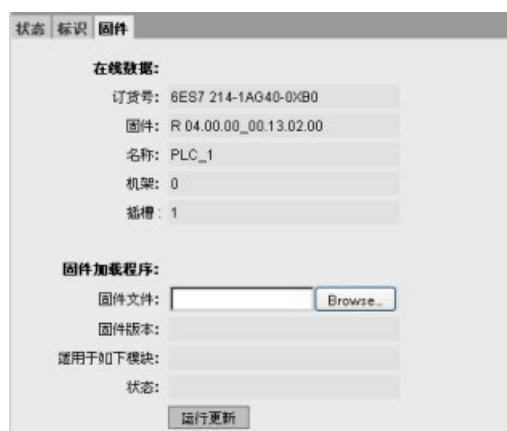 状态 标识 固件
在线数据:
订货号: 6ES7 214-1AG40-0XB0
固件: R 04.00.00_00.13.02.00
名称: PLC_1
机架: 0
插槽: 1
固件加载程序:
固件文件: Browse...
固件版本:
适用于如下模块:
状态:
运行更新